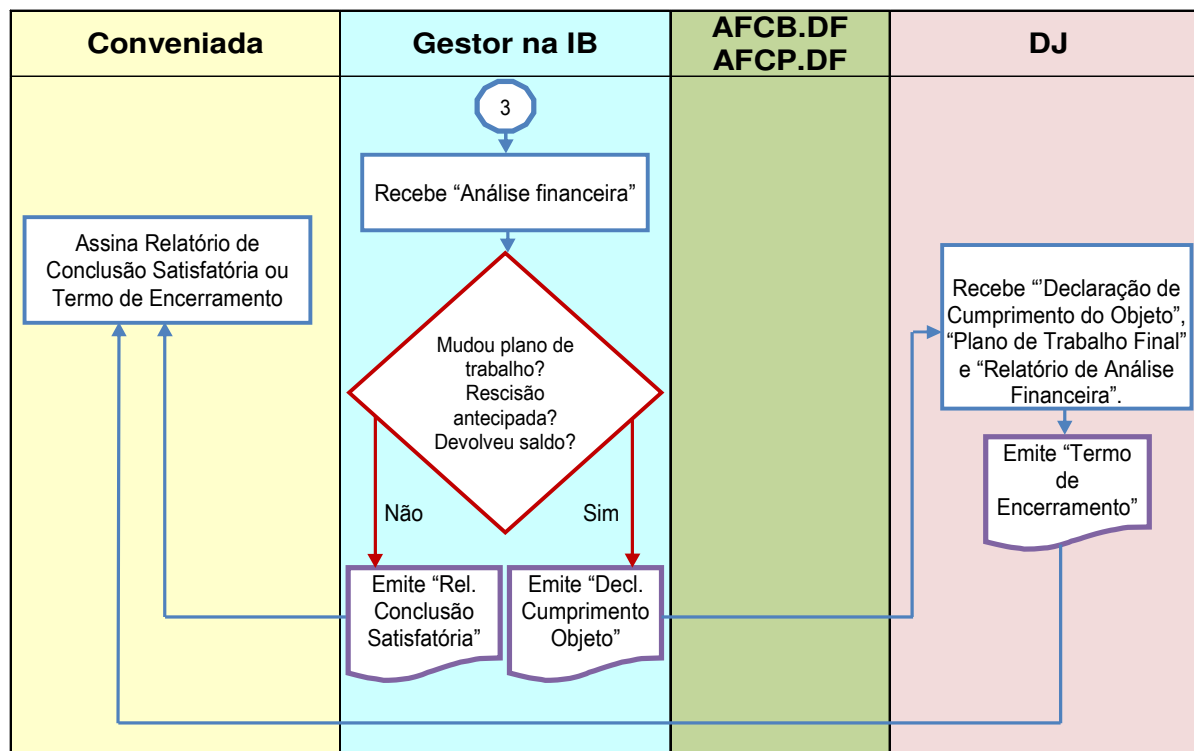 Conveniada
Gestor na IB
AFCB.DF
AFCP.DF
DJ
3
Recebe “Análise financeira”
Assina Relatório de
Conclusão Satisfatória ou
Termo de Encerramento
Mudou plano de
trabalho?
Rescisão
antecipada?
Devolveu saldo?
Recebe “’Declaração de
Cumprimento do Objeto”,
“Plano de Trabalho Final”
e “Relatório de Análise
Financeira”.
Emite “Termo
de
Encerramento”
Não
Sim
Emite “Rel.
Conclusão
Satisfatória”
Emite “Decl.
Cumprimento
Objeto”